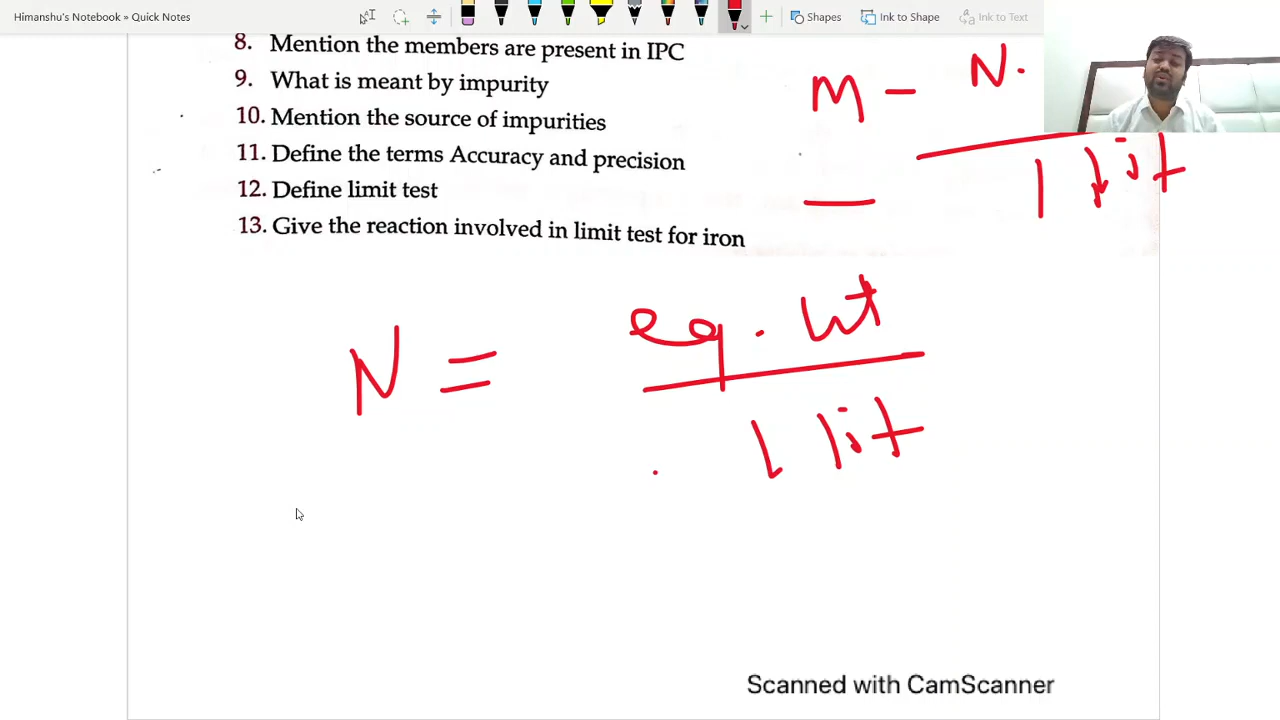 Himanshu's Notebook » Quick Notes
Shapes
Ink to Shape
Ink to Text
8. Mention the members are present in IPC
9. What is meant by impurity
10. Mention the source of impurities
11. Define the terms Accuracy and precision
12. Define limit test
13. Give the reaction involved in limit test for iron
M - N.
1 lit
N = eq. wt
1 lit
Scanned with CamScanner